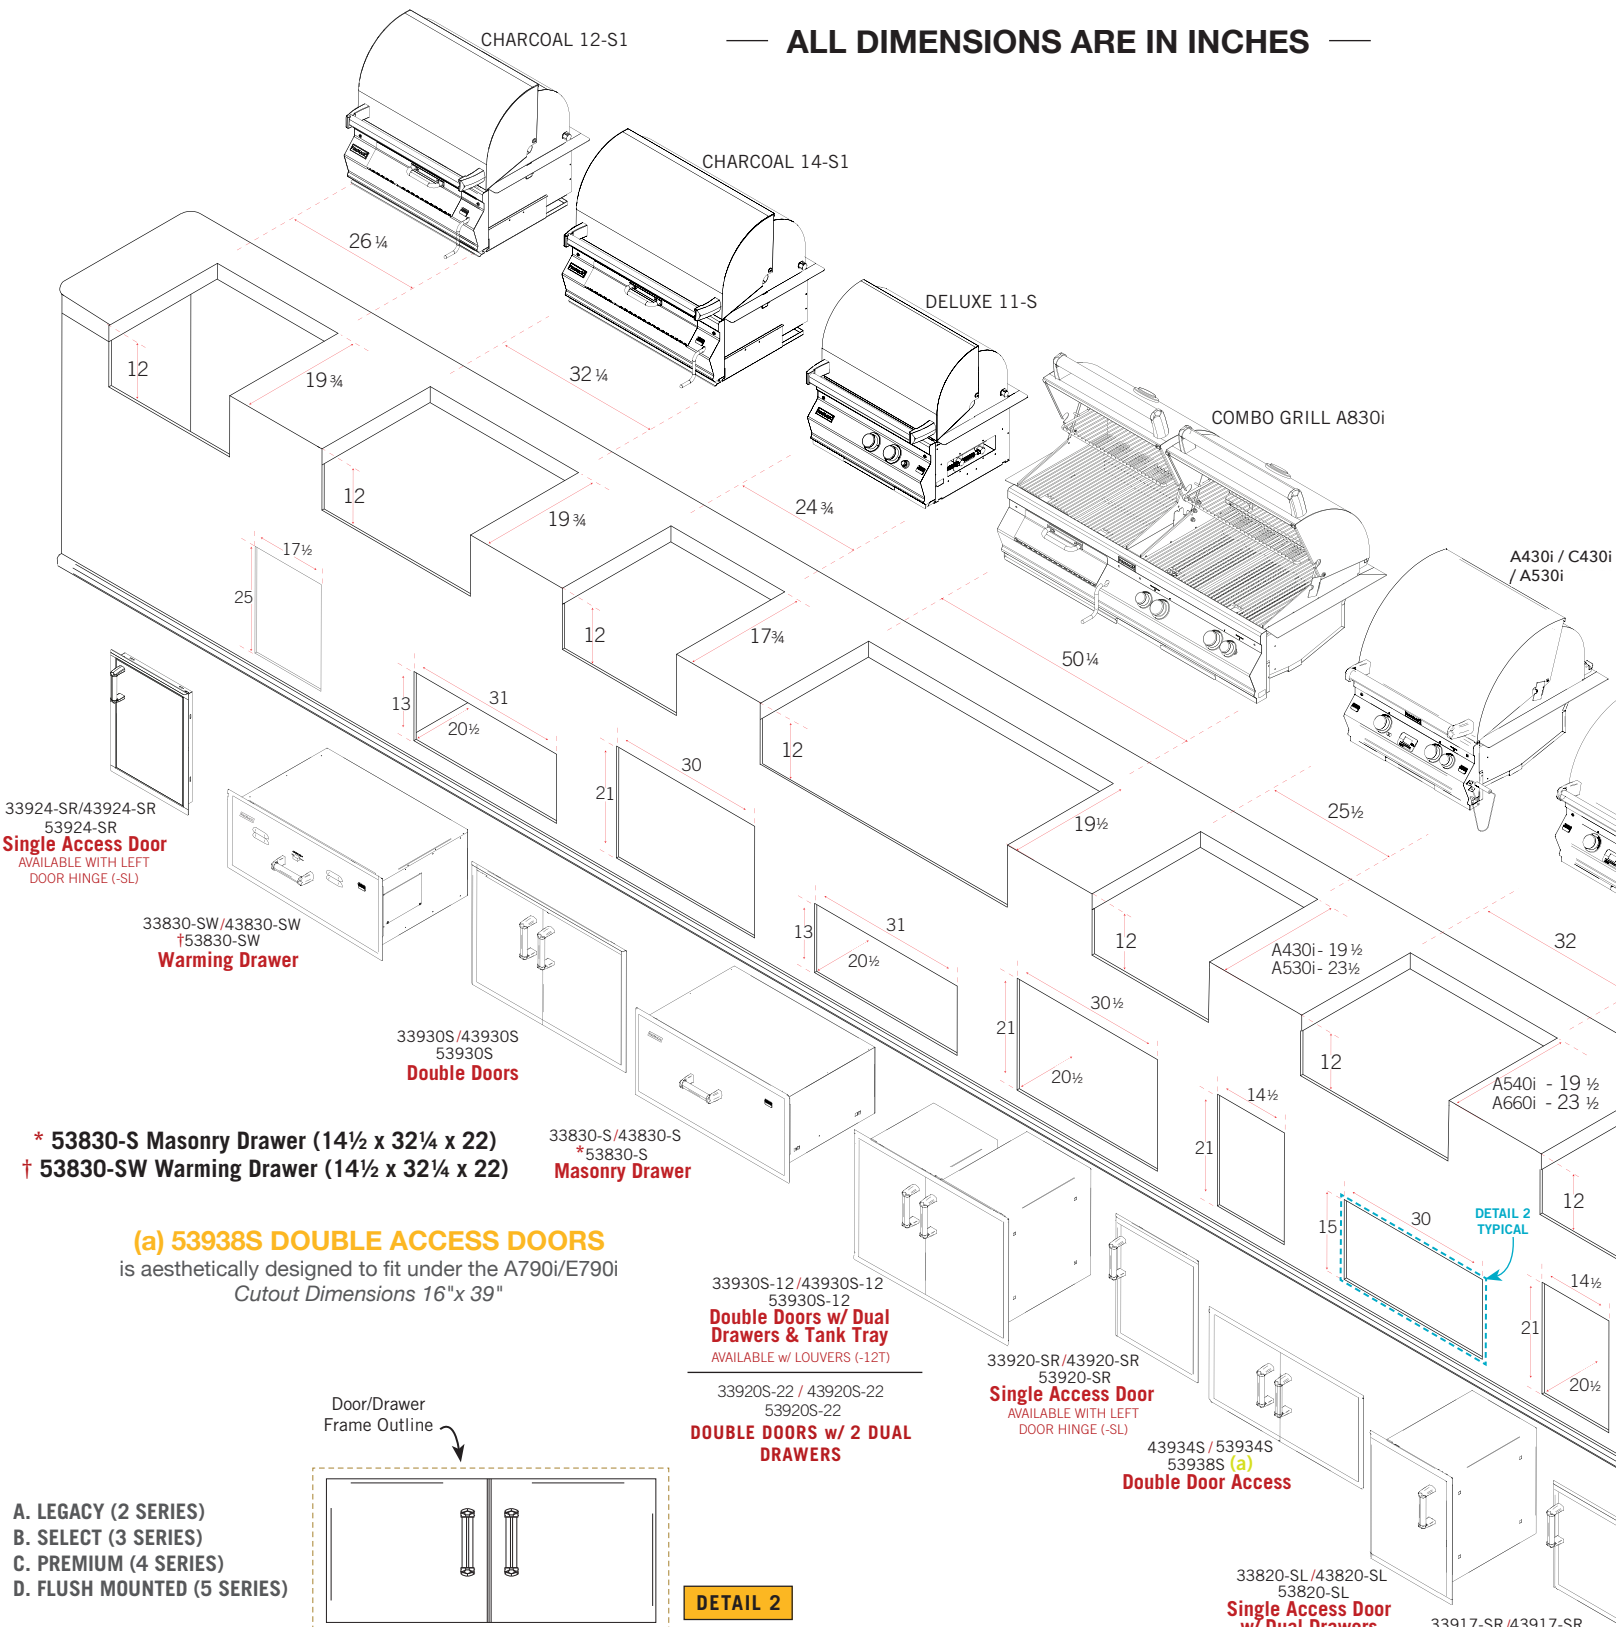 CHARCOAL 12-S1
ALL DIMENSIONS ARE IN INCHES
CHARCOAL 14-S1
26 ¼
DELUXE 11-S
12
19 ¾
32 ¼
COMBO GRILL A830i
12
19 ¾
24 ¾
A430i / C430i
/ A530i
17½
25
12
17¾
50 ¼
13
31
20½
12
21
30
19½
25½
33924-SR/43924-SR
53924-SR
Single Access Door
AVAILABLE WITH LEFT
DOOR HINGE (-SL)
33830-SW/43830-SW
†53830-SW
Warming Drawer
13
31
20½
12
A430i- 19 ½
A530i- 23½
32
33930S/43930S
53930S
Double Doors
21
30½
20½
12
A540i - 19 ½
A660i - 23 ½
* 53830-S Masonry Drawer (14½ x 32¼ x 22)
† 53830-SW Warming Drawer (14½ x 32¼ x 22)
33830-S/43830-S
*53830-S
Masonry Drawer
14½
21
12
(a) 53938S DOUBLE ACCESS DOORS
is aesthetically designed to fit under the A790i/E790i
Cutout Dimensions 16"x 39"
15
30
DETAIL 2
TYPICAL
14½
21
20½
33930S-12/43930S-12
53930S-12
Double Doors w/ Dual
Drawers & Tank Tray
AVAILABLE w/ LOUVERS (-12T)
33920S-22 / 43920S-22
53920S-22
DOUBLE DOORS w/ 2 DUAL
DRAWERS
33920-SR/43920-SR
53920-SR
Single Access Door
AVAILABLE WITH LEFT
DOOR HINGE (-SL)
43934S/53934S
53938S (a)
Double Door Access
Door/Drawer
Frame Outline
A. LEGACY (2 SERIES)
B. SELECT (3 SERIES)
C. PREMIUM (4 SERIES)
D. FLUSH MOUNTED (5 SERIES)
DETAIL 2
33820-SL/43820-SL
53820-SL
Single Access Door
w/ Dual Drawers
33917-SR/43917-SR